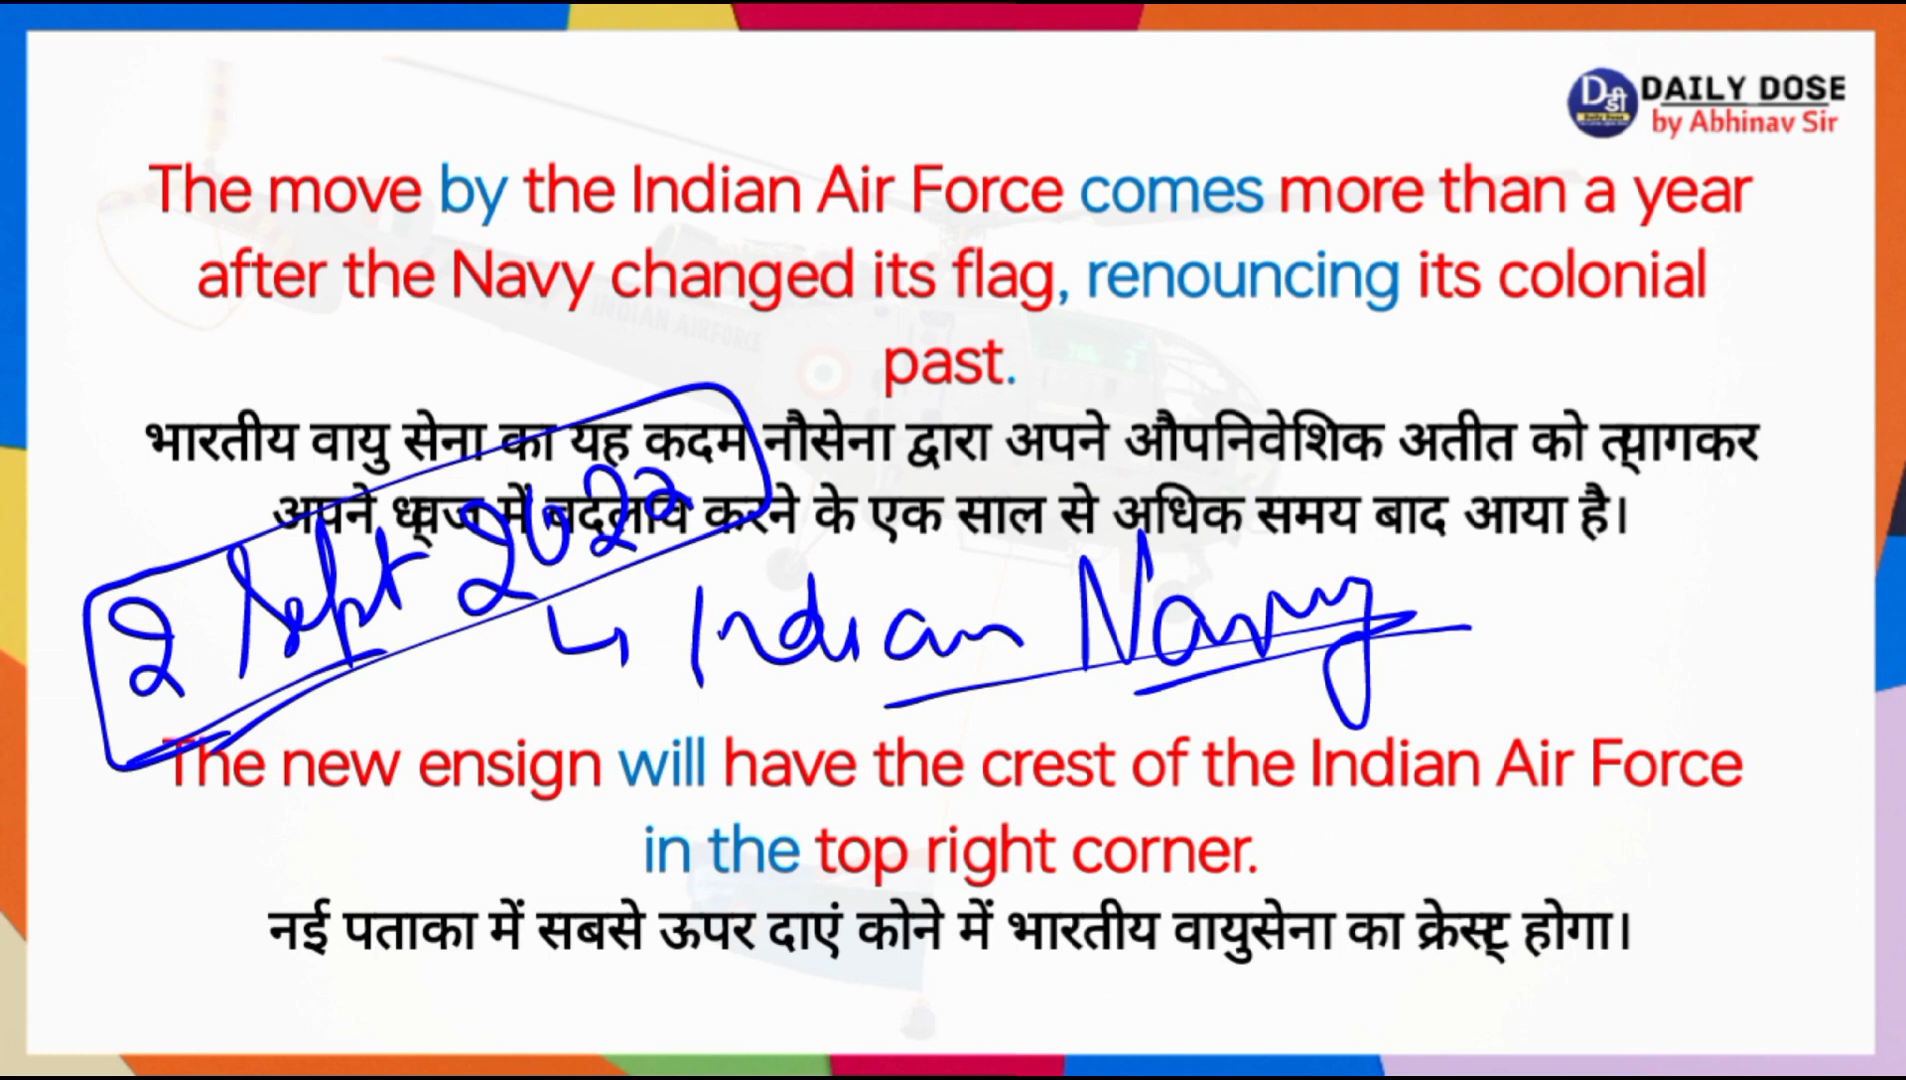 DAILY DOSE
by Abhinav Sir
The move by the Indian Air Force comes more than a year
after the Navy changed its flag, renouncing its colonial
past.
भारतीय वायु सेना का यह कदम नौसेना द्वारा अपने औपनिवेशिक अतीत को त्यागकर
अपने ध्वज में बदलाव करने के एक साल से अधिक समय बाद आया है।
2 Sept 2022
Indian Navy
The new ensign will have the crest of the Indian Air Force
in the top right corner.
नई पताका में सबसे ऊपर दाएं कोने में भारतीय वायुसेना का क्रेस्ट होगा।
INDIAN AIRFORCE